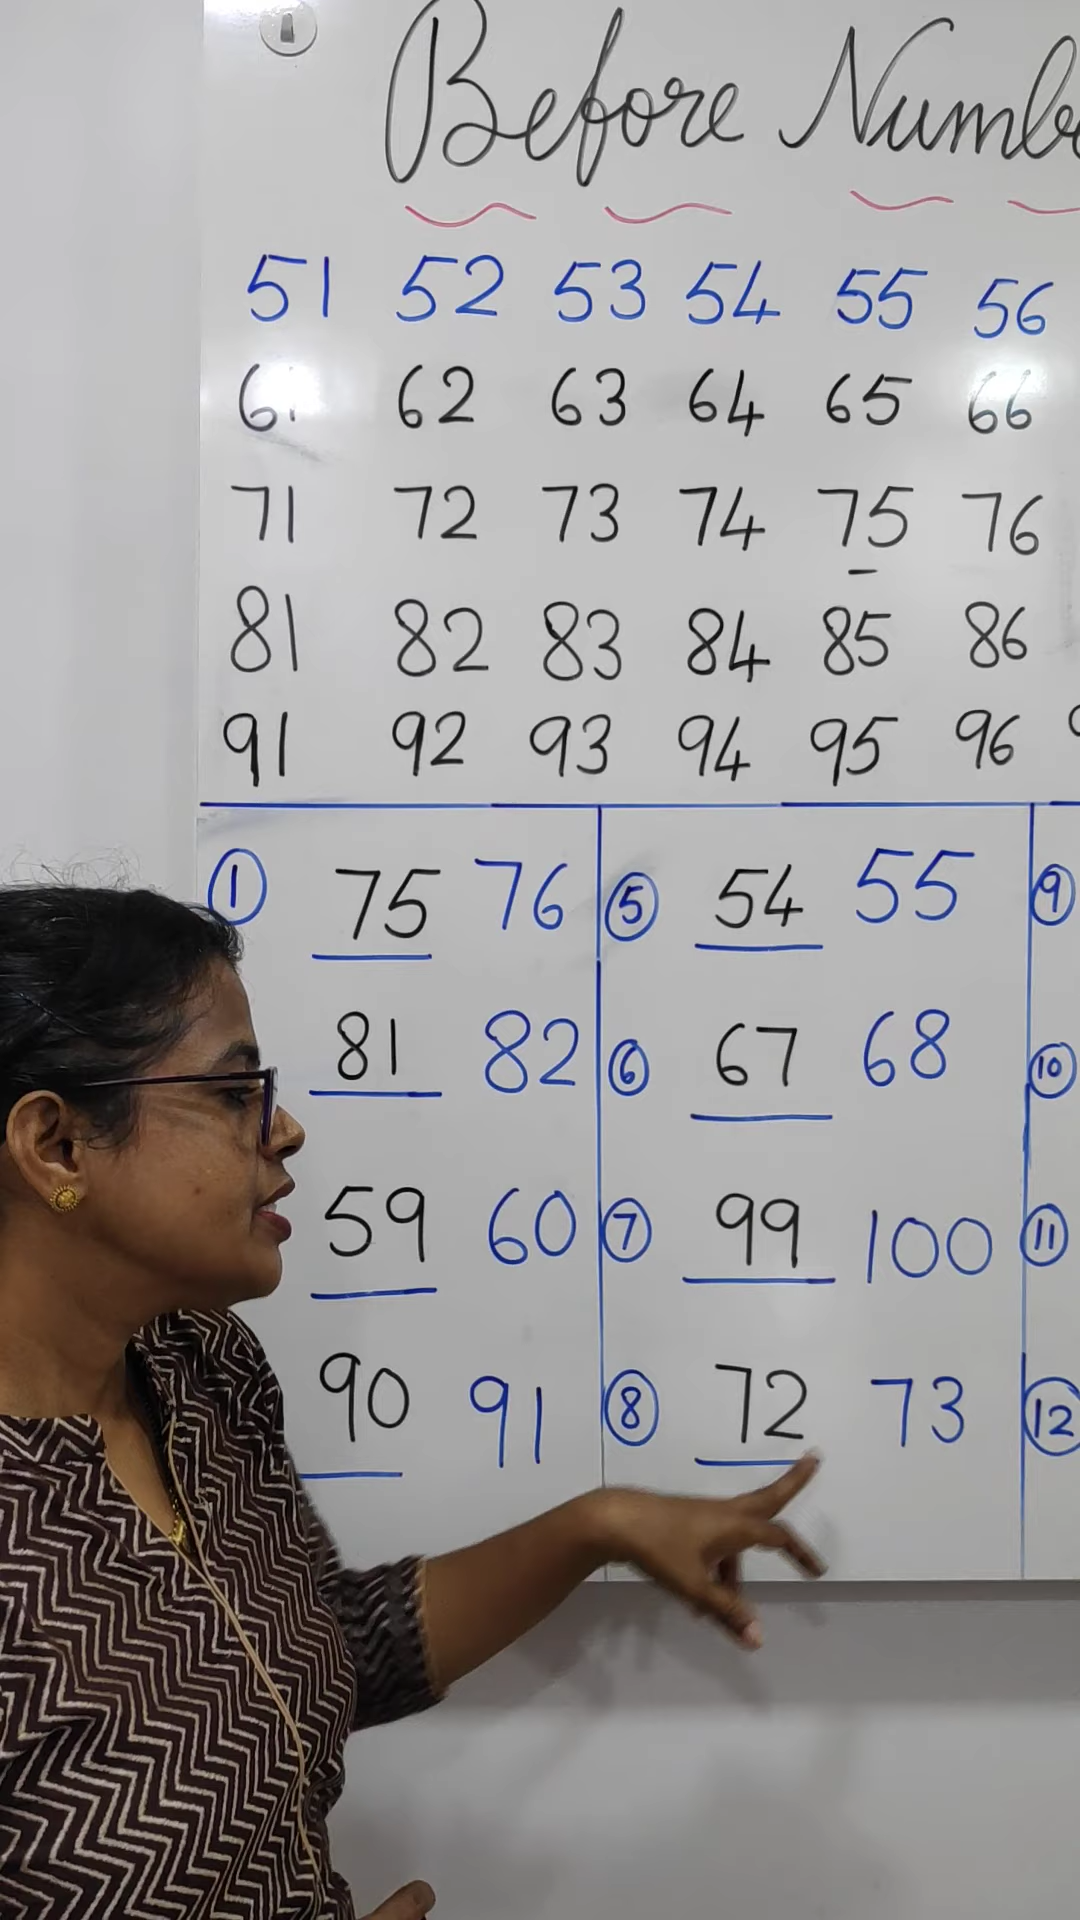 Before Numbe
51 52 53 54 55 56
61 62 63 64 65 66
71 72 73 74 75 76
81 82 83 84 85 86
91 92 93 94 95 96
① 75 76
81 82
59 60
90 91
⑤ 54 55
⑥ 67 68
⑦ 99 100
⑧ 72 73
⑨
⑩
⑪
⑫